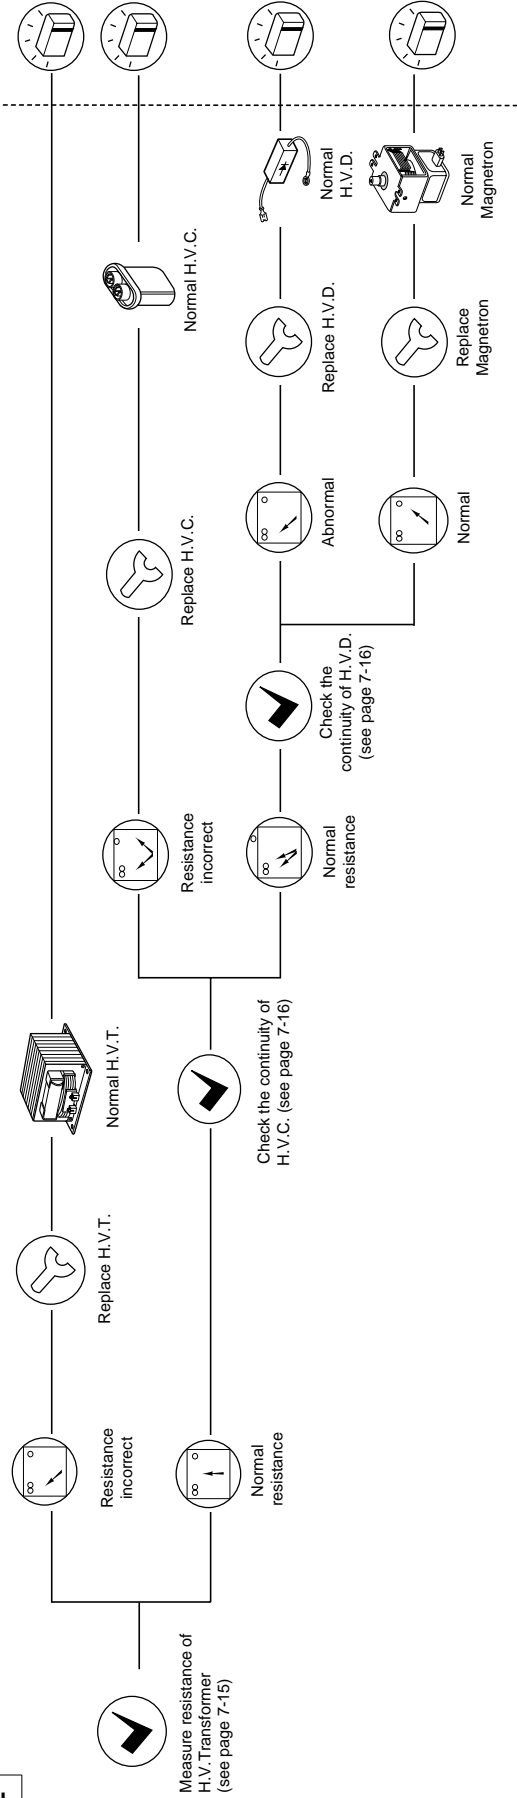 Measure resistance of
H.V.Transformer
(see page 7-15)
Resistance
incorrect
Replace H.V.T.
Normal H.V.T.
Normal
resistance
Check the continuity of
H.V.C. (see page 7-16)
Resistance
incorrect
Replace H.V.C.
Normal H.V.C.
Normal
resistance
Check the
continuity of H.V.D.
(see page 7-16)
Abnormal
Replace H.V.D.
Normal
H.V.D.
Normal
Replace
Magnetron
Normal
Magnetron